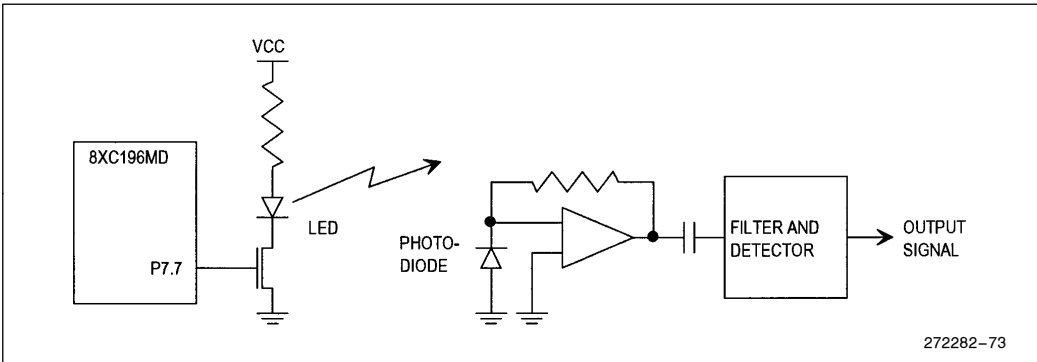 VCC
8XC196MD
P7.7
LED
PHOTO-
DIODE
FILTER AND
DETECTOR
OUTPUT
SIGNAL
272282-73